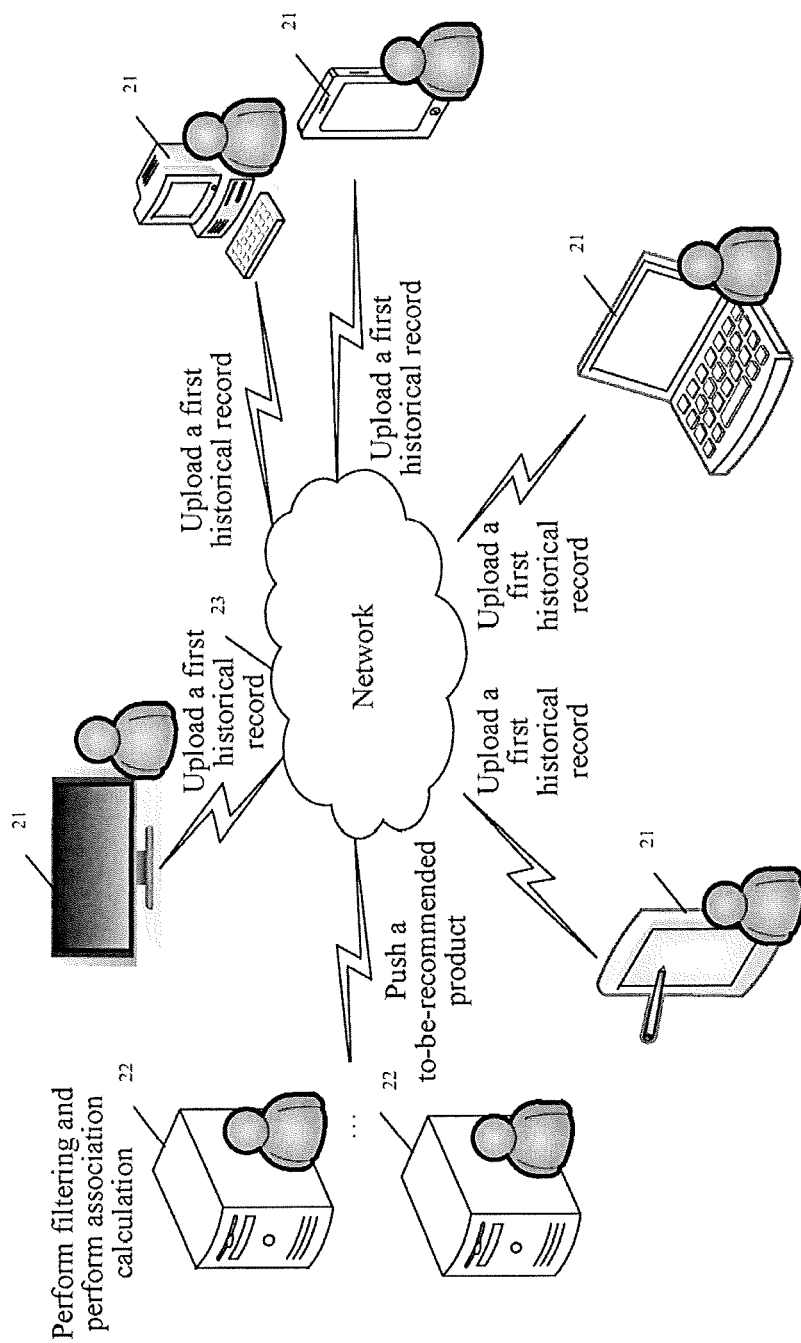 Perform filtering and
perform association
calculation
22
...
22
Push a
to-be-recommended
product
21
Upload a first
historical
record
23
Network
Upload a first
historical record
21
Upload a first
historical record
21
Upload a
first
historical
record
21
Upload a
first
historical
record
21